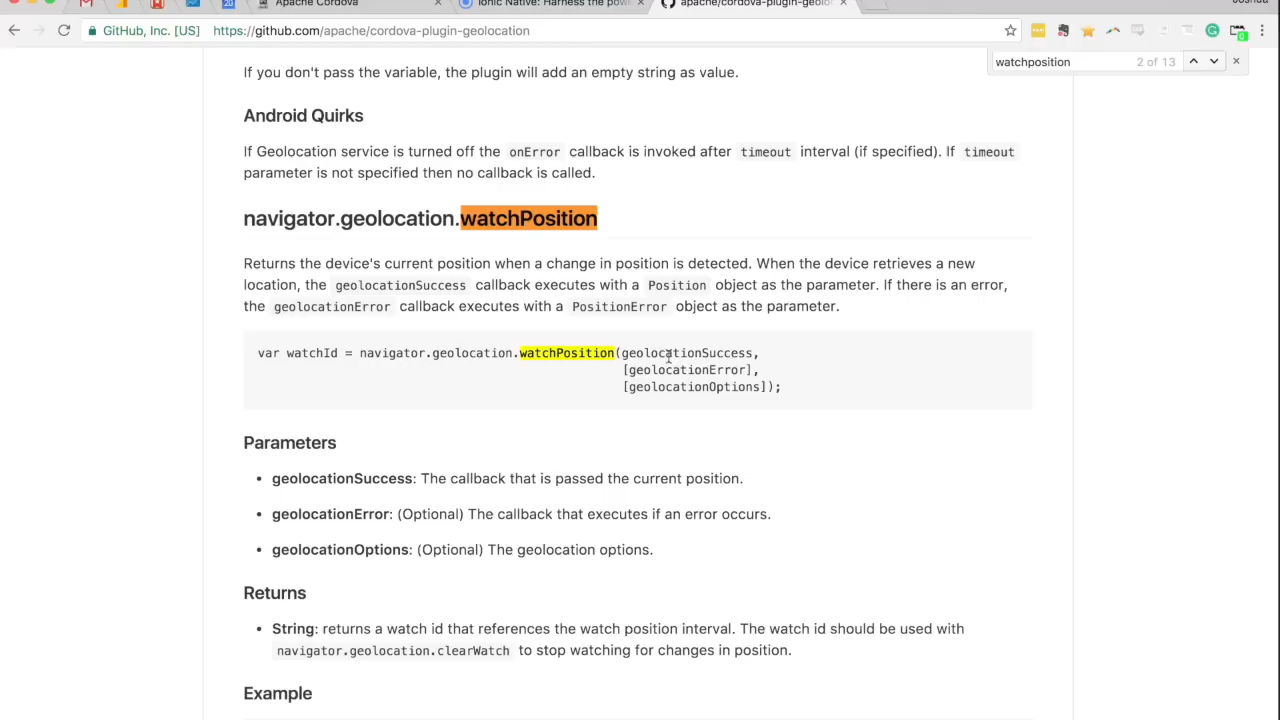 Apache Cordova
Ionic Native: Harness the powe
apache/cordova-plugin-geoloc
GitHub, Inc. [US]
https://github.com/apache/cordova-plugin-geolocation
watchposition
2 of 13
If you don't pass the variable, the plugin will add an empty string as value.
Android Quirks
If Geolocation service is turned off the onError callback is invoked after timeout interval (if specified). If timeout
parameter is not specified then no callback is called.
navigator.geolocation.watchPosition
Returns the device's current position when a change in position is detected. When the device retrieves a new
location, the geolocationSuccess callback executes with a Position object as the parameter. If there is an error,
the geolocationError callback executes with a PositionError object as the parameter.
var watchId = navigator.geolocation.watchPosition(geolocationSuccess,
[geolocationError],
[geolocationOptions]);
Parameters
• geolocationSuccess: The callback that is passed the current position.
• geolocationError: (Optional) The callback that executes if an error occurs.
• geolocationOptions: (Optional) The geolocation options.
Returns
• String: returns a watch id that references the watch position interval. The watch id should be used with
navigator.geolocation.clearWatch to stop watching for changes in position.
Example